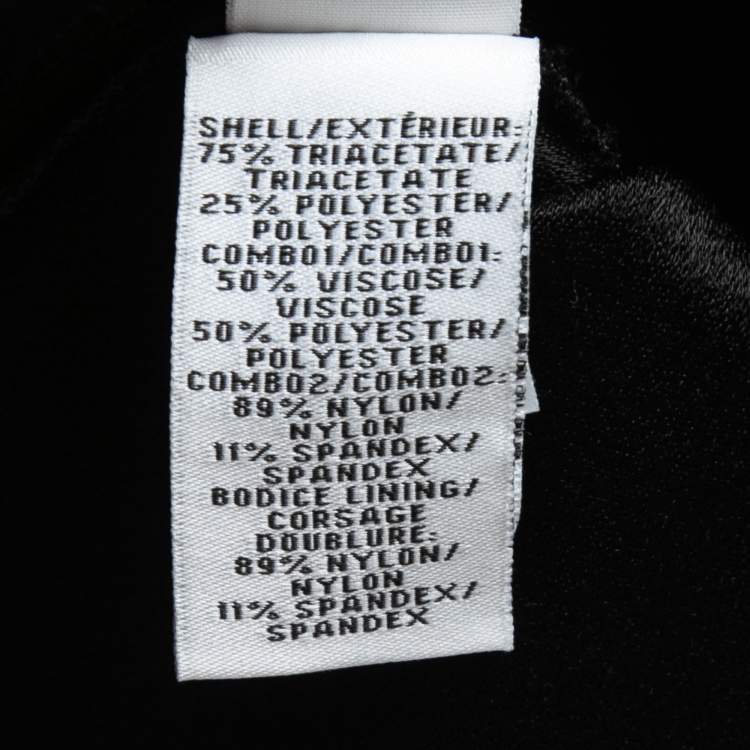 SHELL/EXTÉRIEUR:
75% TRIACETATE/
TRIACETATE
25% POLYESTER/
POLYESTER
COMBO1/COMBO1:
50% VISCOSE/
VISCOSE
50% POLYESTER/
POLYESTER
COMBO2/COMBO2:
89% NYLON/
NYLON
11% SPANDEX/
SPANDEX
BODICE LINING/
CORSAGE
DOUBLURE:
89% NYLON/
NYLON
11% SPANDEX/
SPANDEX